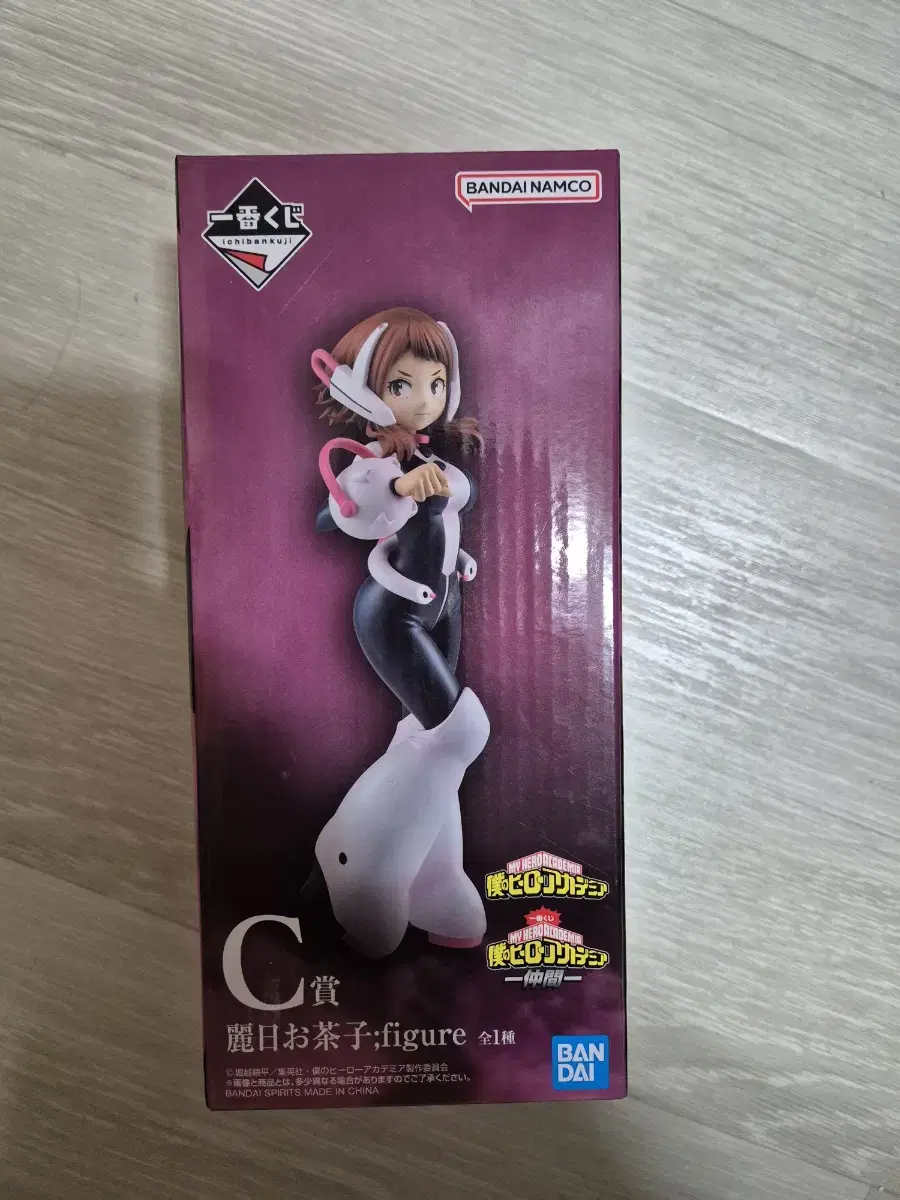 一番くじ
ichibankuji
BANDAI NAMCO
MY HERO ACADEMIA
僕のヒーローアカデミア
一番くじ
MY HERO ACADEMIA
僕のヒーローアカデミア
―仲間―
C賞
麗日お茶子;figure 全1種
©堀越耕平/集英社・僕のヒーローアカデミア製作委員会
※画像と商品とは、多少異なる場合がありますのでご了承ください。
BANDAI SPIRITS MADE IN CHINA
BAN
DAI